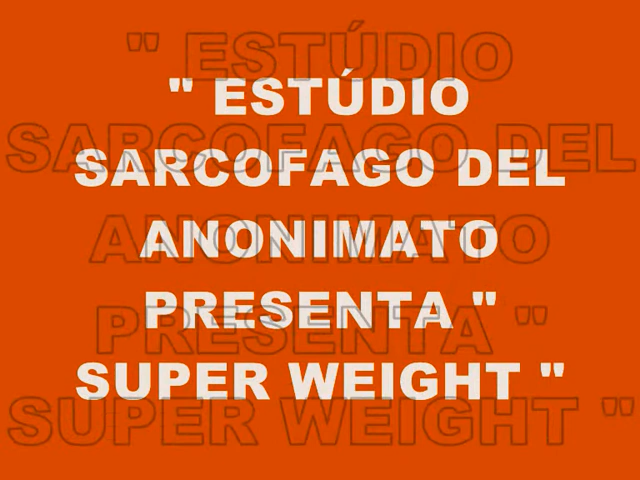 " ESTÚDIO
SARCOFAGO DEL
ANONIMATO
PRESENTA "
SUPER WEIGHT "